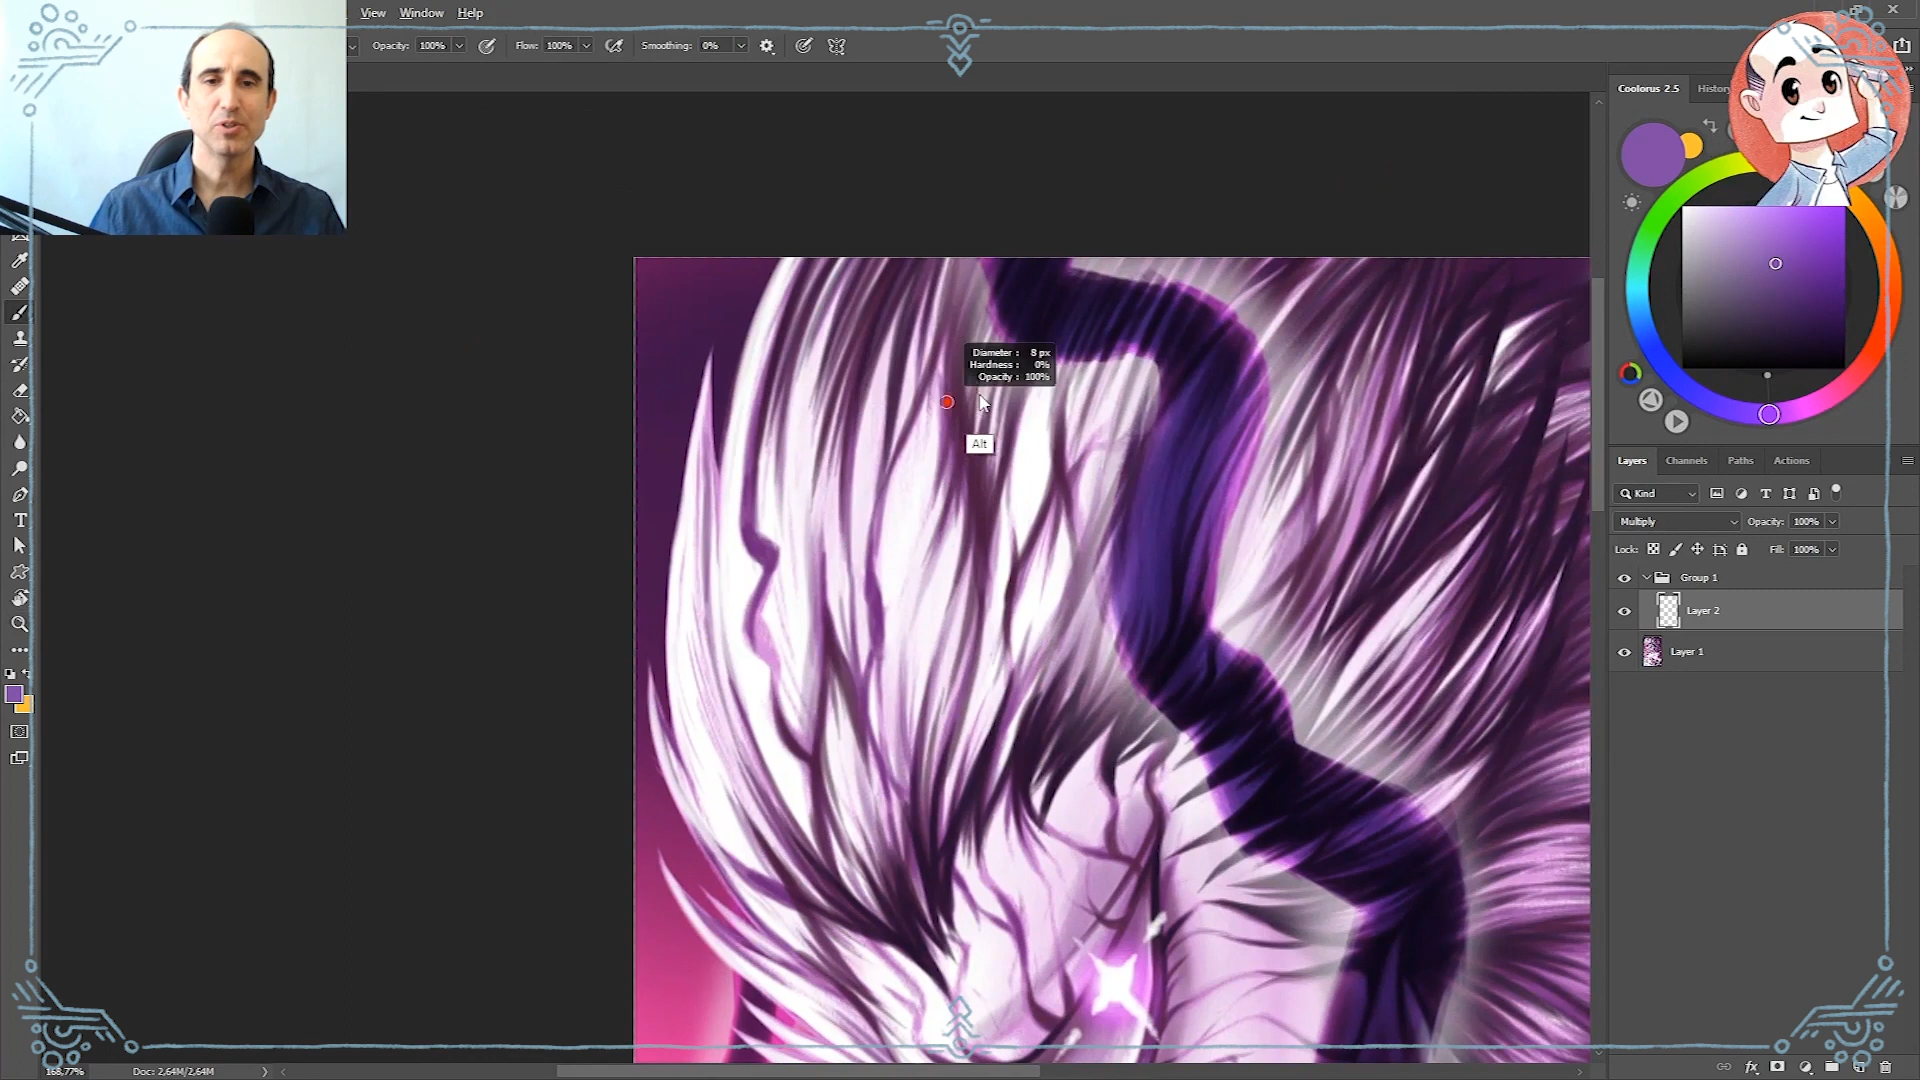 View Window Help
Opacity: 100% Flow: 100% Smoothing: 0%
Coolorus 2.5 History
Diameter : 8 px
Hardness : 0%
Opacity : 100%
Alt
Layers Channels Paths Actions
Kind
Multiply Opacity: 100%
Lock: Fill: 100%
Group 1
Layer 2
Layer 1
168,77% Doc: 2,64M/2,64M